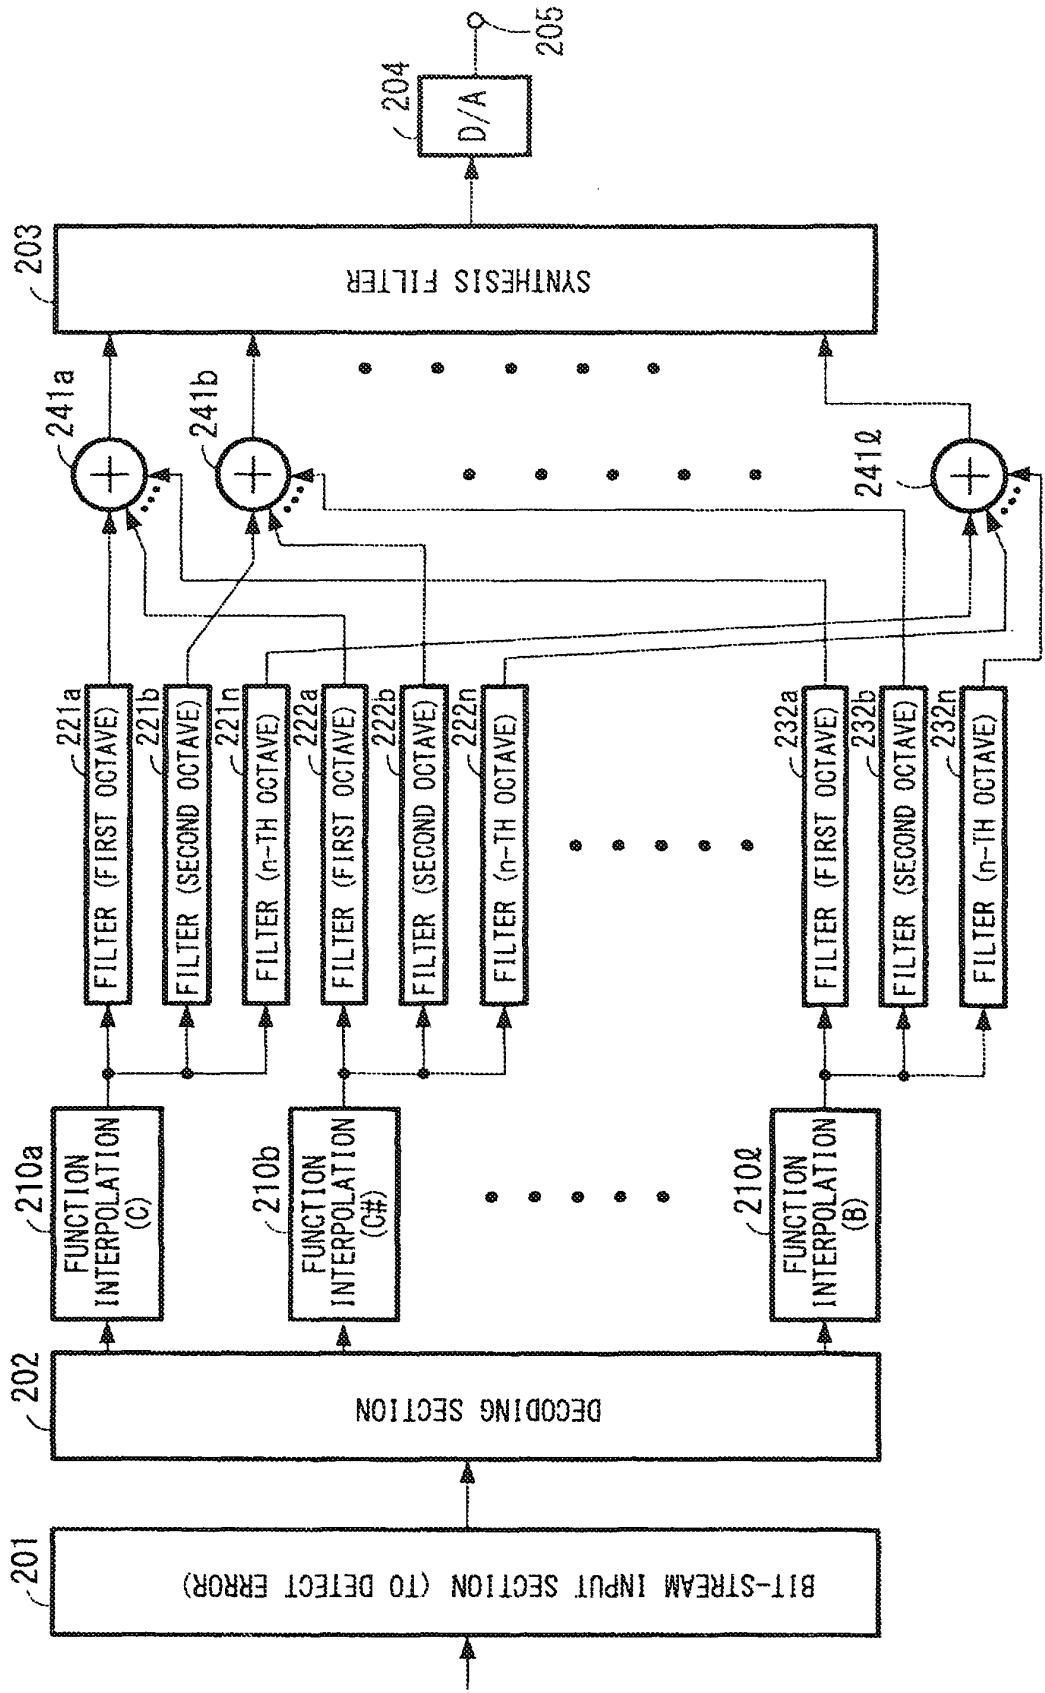 201
BIT-STREAM INPUT SECTION (TO DETECT ERROR)
202
DECODING SECTION
210a
FUNCTION
INTERPOLATION
(C)
210b
FUNCTION
INTERPOLATION
(C#)
210ℓ
FUNCTION
INTERPOLATION
(B)
221a
FILTER (FIRST OCTAVE)
221b
FILTER (SECOND OCTAVE)
221n
FILTER (n-TH OCTAVE)
222a
FILTER (FIRST OCTAVE)
222b
FILTER (SECOND OCTAVE)
222n
FILTER (n-TH OCTAVE)
232a
FILTER (FIRST OCTAVE)
232b
FILTER (SECOND OCTAVE)
232n
FILTER (n-TH OCTAVE)
241a
241b
241ℓ
203
SYNTHESIS FILTER
204
D/A
205